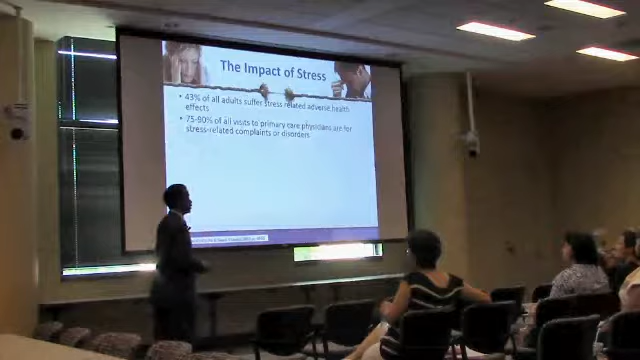 The Impact of Stress
• 43% of all adults suffer stress related adverse health
effects
• 75-90% of all visits to primary care physicians are for
stress-related complaints or disorders.